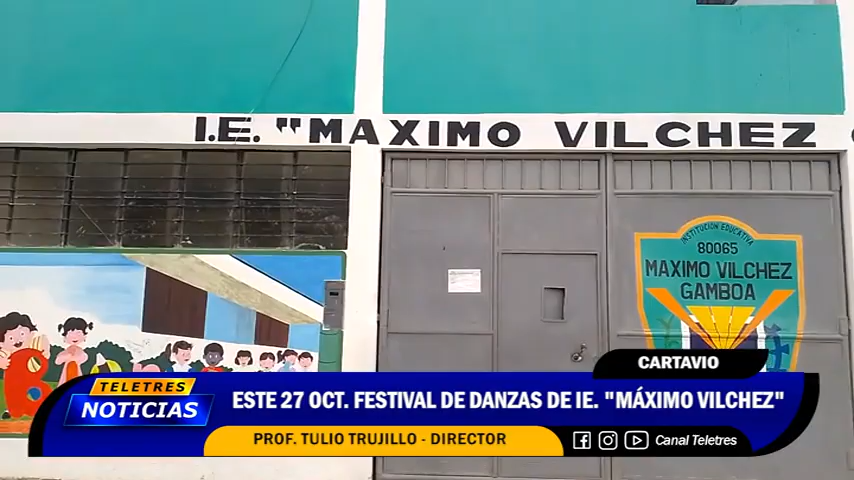 I.E. "MAXIMO VILCHEZ
INSTITUCIÓN EDUCATIVA
80065
MAXIMO VILCHEZ
GAMBOA
CARTAVIO
TELETRES
NOTICIAS
ESTE 27 OCT. FESTIVAL DE DANZAS DE IE. "MÁXIMO VILCHEZ"
PROF. TULIO TRUJILLO - DIRECTOR
Canal Teletres